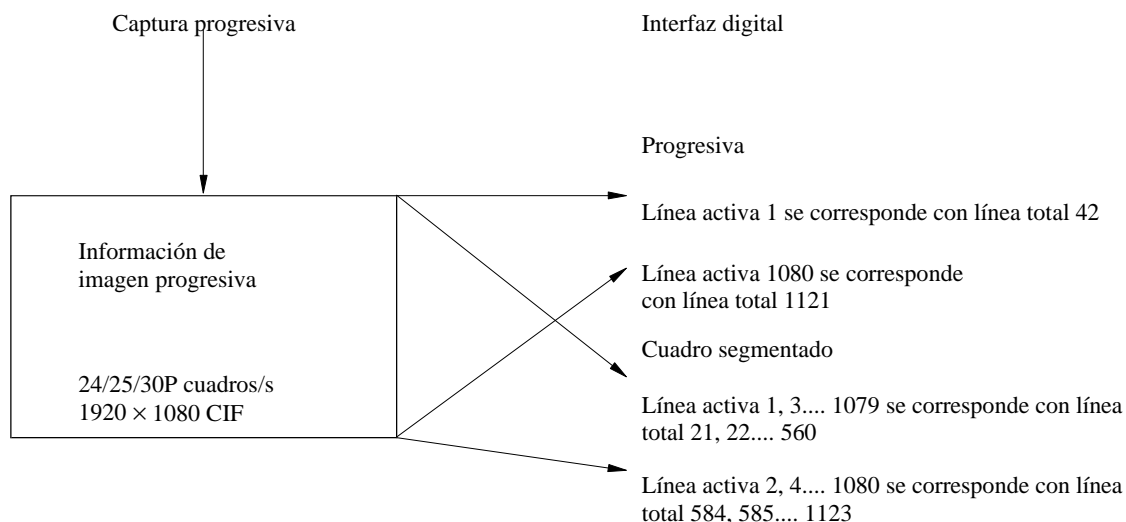 Captura progresiva
Interfaz digital
Progresiva
Línea activa 1 se corresponde con línea total 42
Información de
imagen progresiva
Línea activa 1080 se corresponde
con línea total 1121
Cuadro segmentado
24/25/30P cuadros/s
1920 × 1080 CIF
Línea activa 1, 3.... 1079 se corresponde con línea
total 21, 22.... 560
Línea activa 2, 4.... 1080 se corresponde con línea
total 584, 585.... 1123